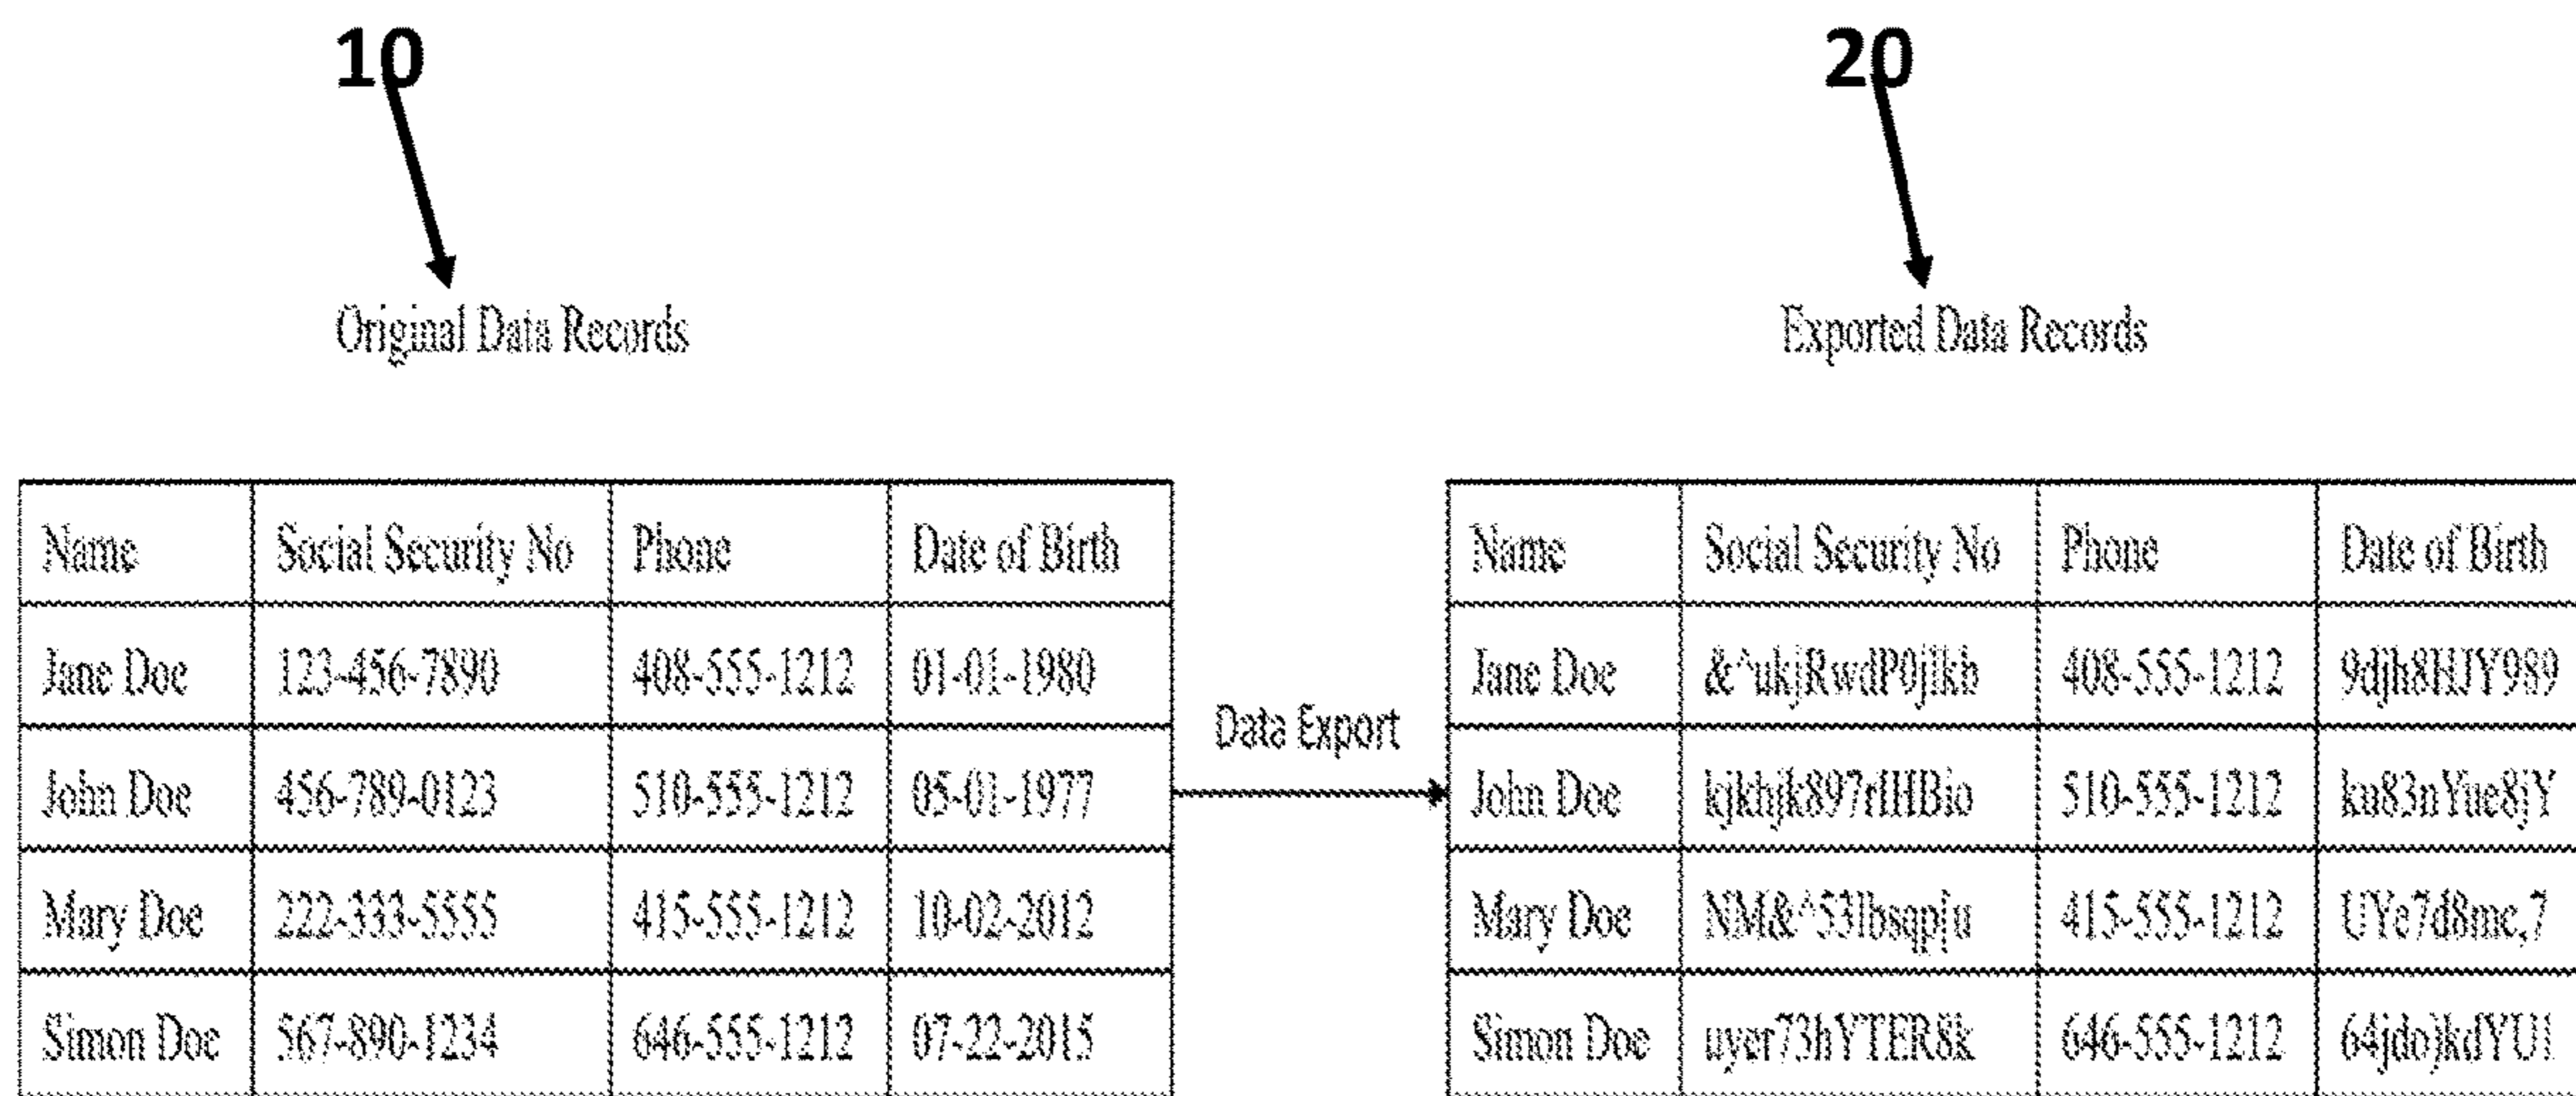 10
20
Original Data Records
Exported Data Records
Name Social Security No Phone Date of Birth
Jane Doe 123-456-7890 408-555-1212 01-01-1980
John Doe 456-789-0123 510-555-1212 05-01-1977
Mary Doe 222-333-5555 415-555-1212 10-02-2012
Simon Doe 567-890-1234 646-555-1212 07-22-2015
Data Export
Name Social Security No Phone Date of Birth
Jane Doe &^ukjRwdP0jlkb 408-555-1212 9djh8HJY989
John Doe 510-555-1212 ku83nYue8jY
Mary Doe 415-555-1212 UYe7d8mc,7
Simon Doe uyer73hYTER8k 646-555-1212